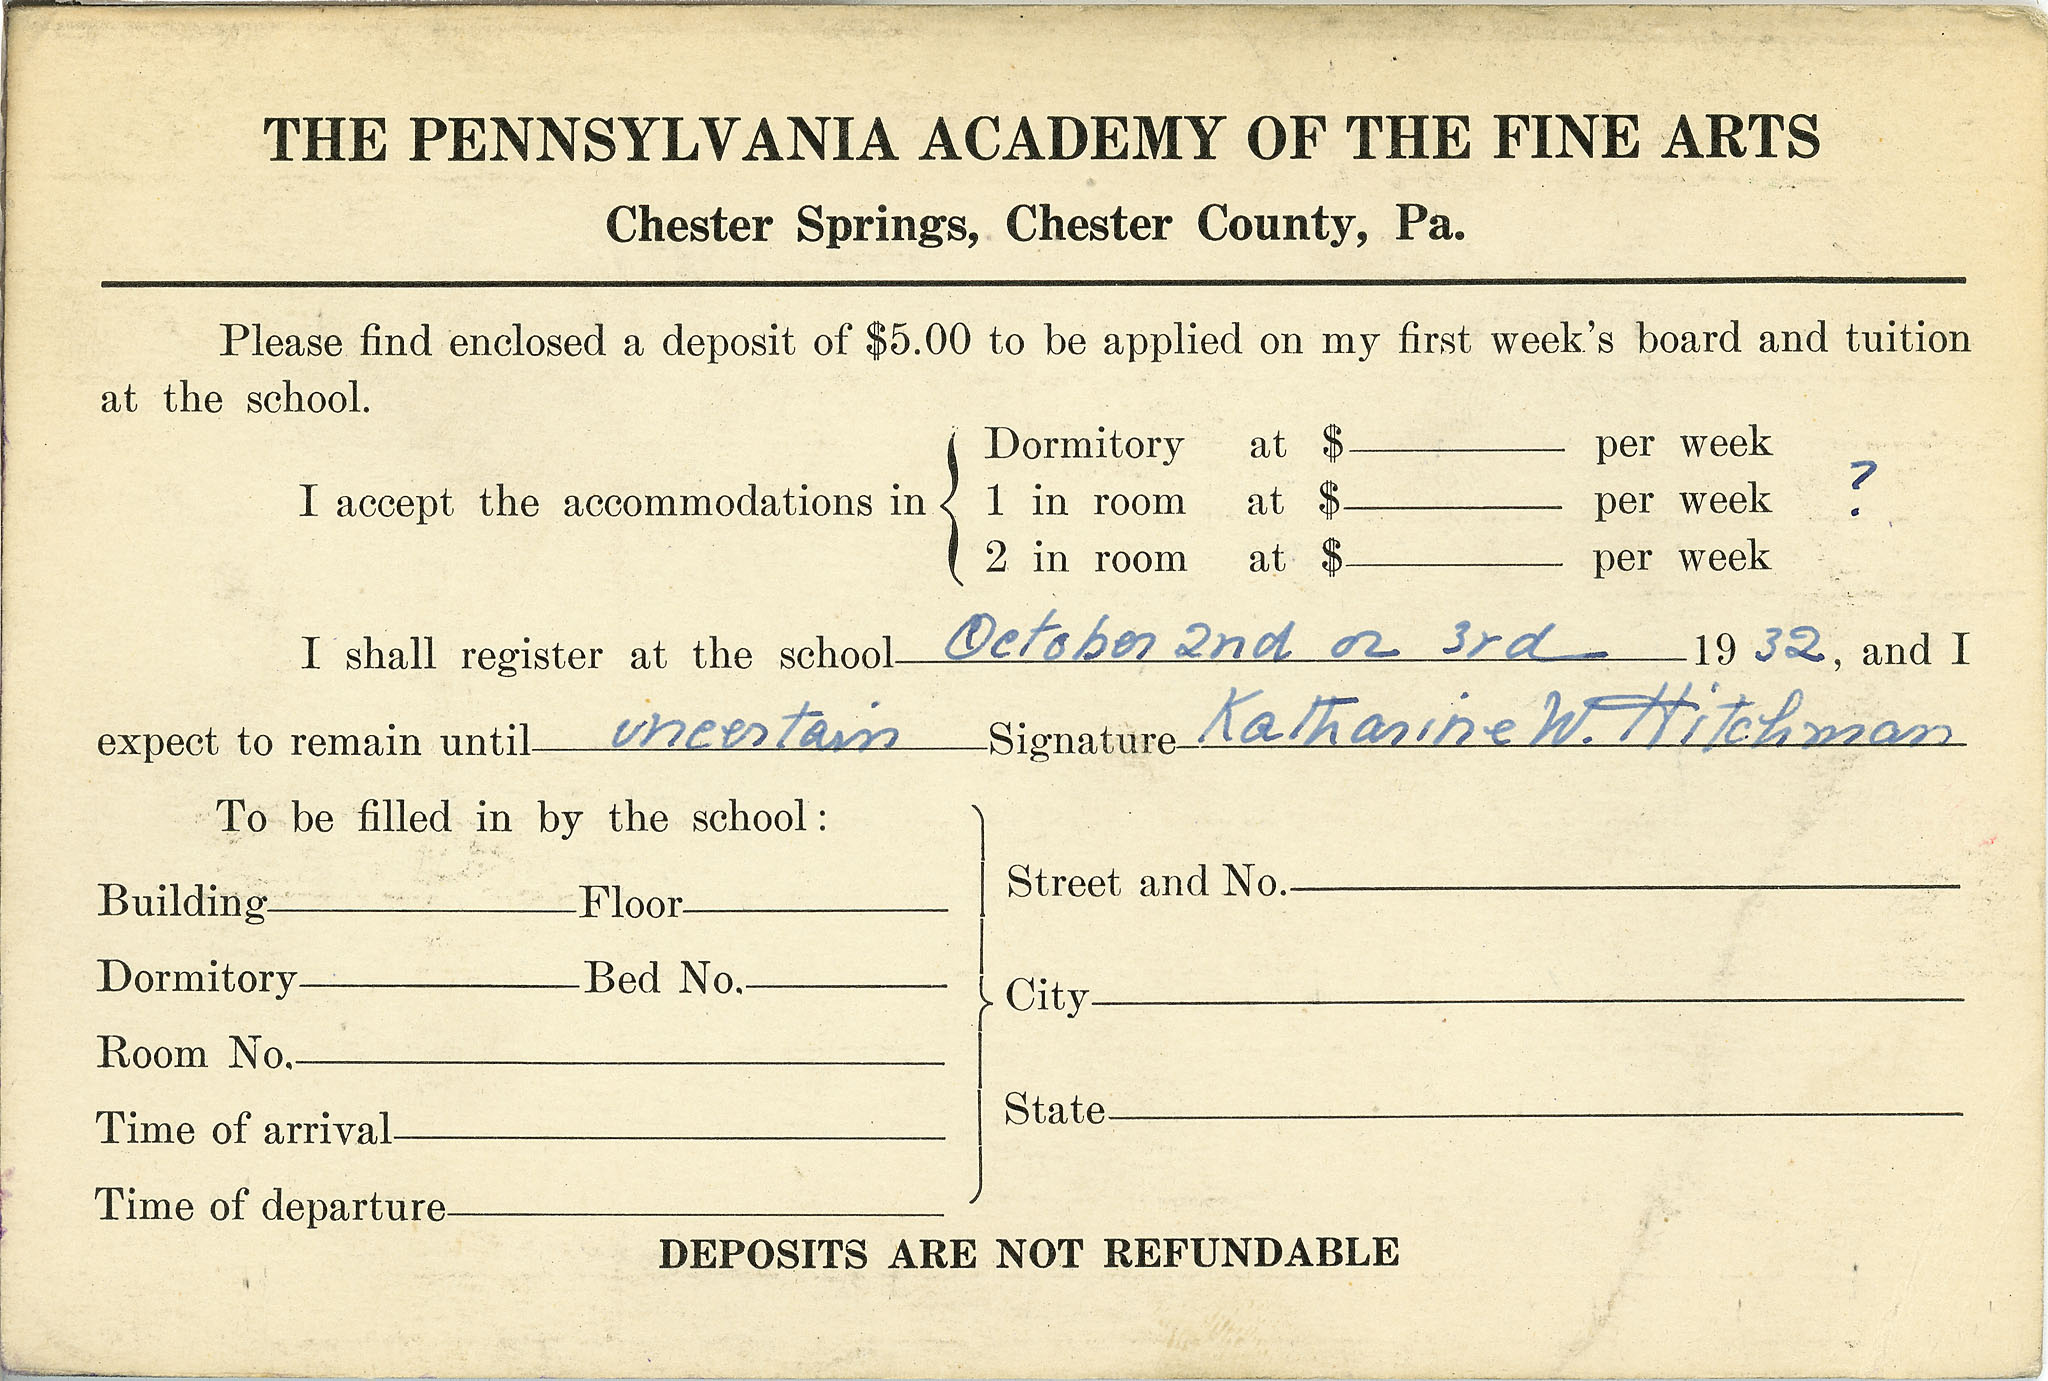 THE PENNSYLVANIA ACADEMY OF THE FINE ARTS
Chester Springs, Chester County, Pa.
Please find enclosed a deposit of $5.00 to be applied on my first week's board and tuition
at the school.
Dormitory at $ per week
I accept the accommodations in 1 in room at $ per week ?
2 in room at $ per week
I shall register at the school October 2nd or 3rd 1932, and I
expect to remain until uncertain Signature Katharine W. Hitchman
To be filled in by the school:
Street and No.
Building Floor
Dormitory Bed No.
City
Room No.
State
Time of arrival
Time of departure
DEPOSITS ARE NOT REFUNDABLE